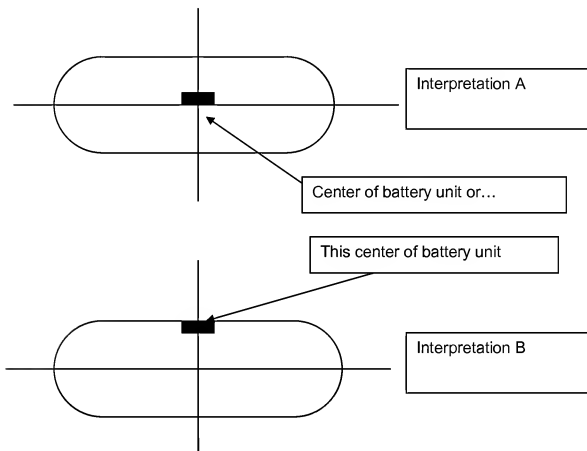 Interpretation A
Center of battery unit or…
This center of battery unit
Interpretation B